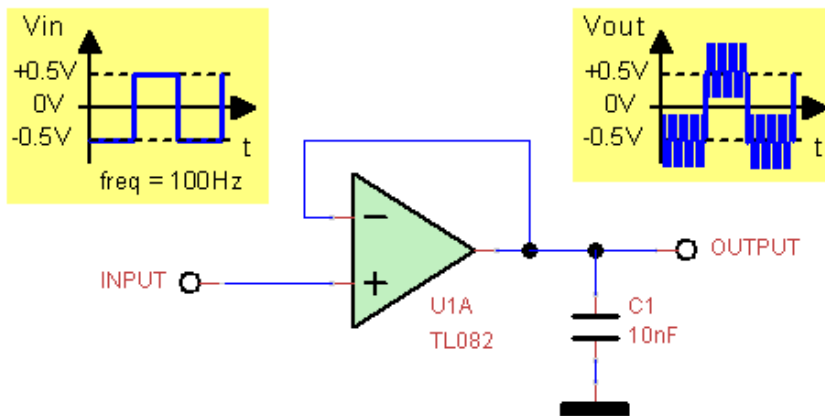 Vin
+0.5V
0V
-0.5V
t
freq = 100Hz
Vout
+0.5V
0V
-0.5V
t
INPUT
−
+
U1A
TL082
OUTPUT
C1
10nF